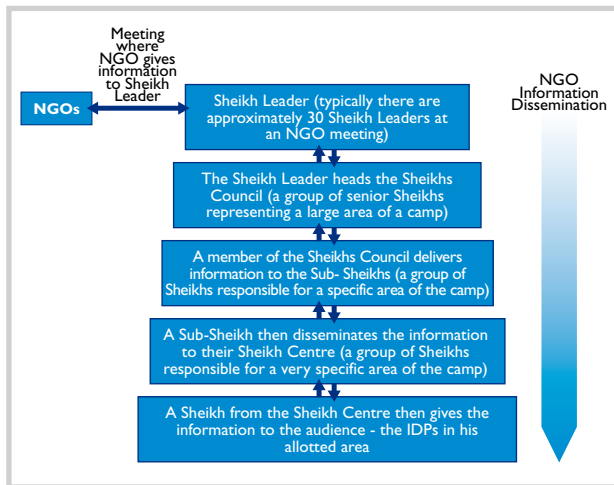 Meeting
where
NGO gives
information
to Sheikh
Leader
NGOs
Sheikh Leader (typically there are
approximately 30 Sheikh Leaders at
an NGO meeting)
NGO
Information
Dissemination
The Sheikh Leader heads the Sheikhs
Council (a group of senior Sheikhs
representing a large area of a camp)
A member of the Sheikhs Council delivers
information to the Sub- Sheikhs (a group of
Sheikhs responsible for a specific area of the camp)
A Sub-Sheikh then disseminates the information
to their Sheikh Centre (a group of Sheikhs
responsible for a very specific area of the camp)
A Sheikh from the Sheikh Centre then gives the
information to the audience - the IDPs in his
allotted area